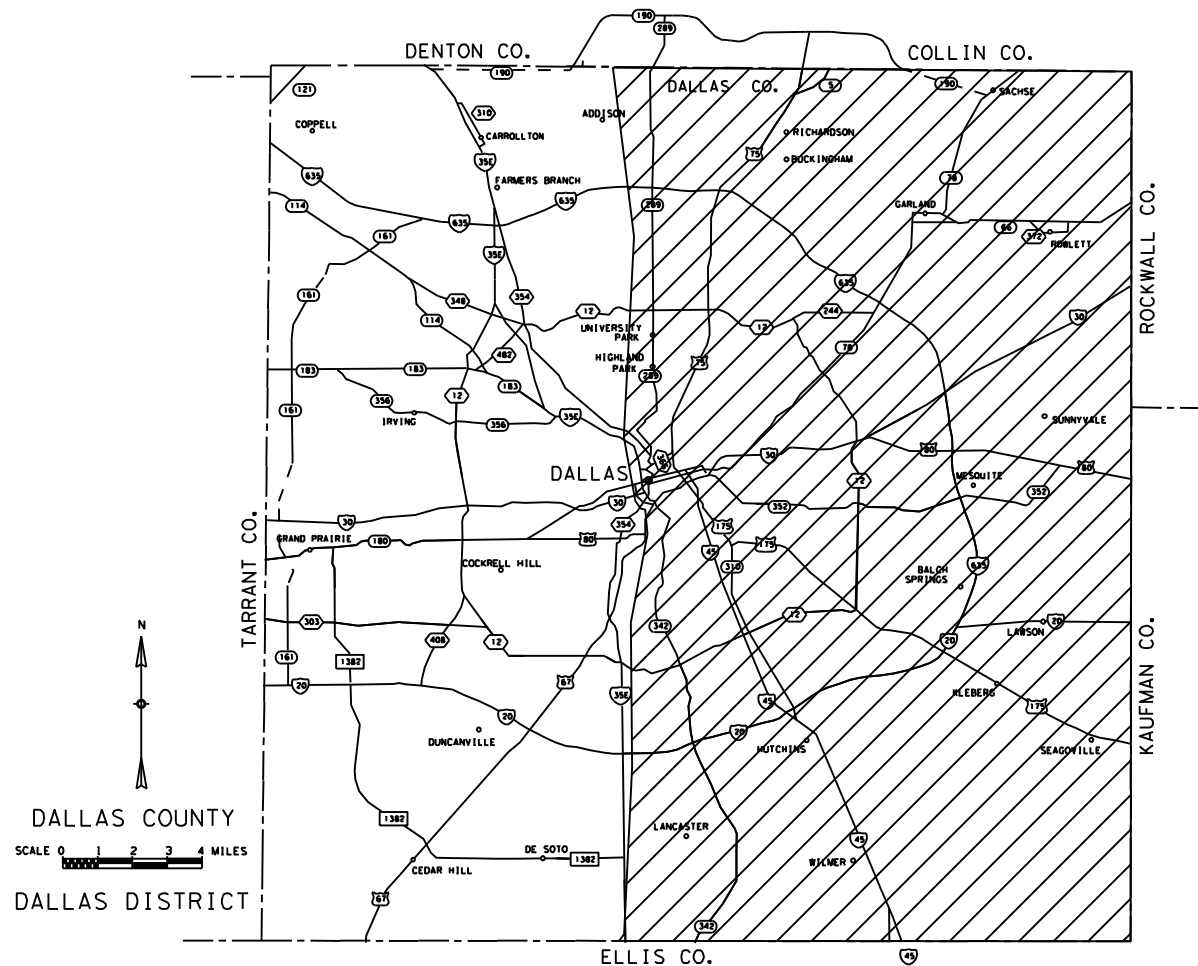 190
289
DENTON CO.
COLLIN CO.
190
DALLAS CO.
121
5
190
SACHSE
310
ADDISON
COPPELL
CARROLLTON
RICHARDSON
35E
75
BUCKINGHAM
635
FARMERS BRANCH
78
114
635
289
GARLAND
635
66
372
ROWLETT
161
35E
ROCKWALL CO.
635
161
348
354
12
244
30
114
UNIVERSITY
PARK
12
482
HIGHLAND
PARK
75
78
183
183
183
289
12
356
161
IRVING
356
35E
SUNNYVALE
DALLAS
366
30
80
80
MESQUITE
12
352
30
352
30
354
175
GRAND PRAIRIE
180
80
175
45
TARRANT CO.
COCKRELL HILL
310
BALCH
SPRINGS
635
303
12
342
LAWSON
20
408
12
20
N
161
1382
KAUFMAN CO.
20
67
35E
45
KLEBERG
175
20
20
DUNCANVILLE
HUTCHINS
SEAGOVILLE
1382
DALLAS COUNTY
LANCASTER
45
SCALE 0 1 2 3 4 MILES
DE SOTO
1382
WILMER
CEDAR HILL
DALLAS DISTRICT
67
342
ELLIS CO.
45